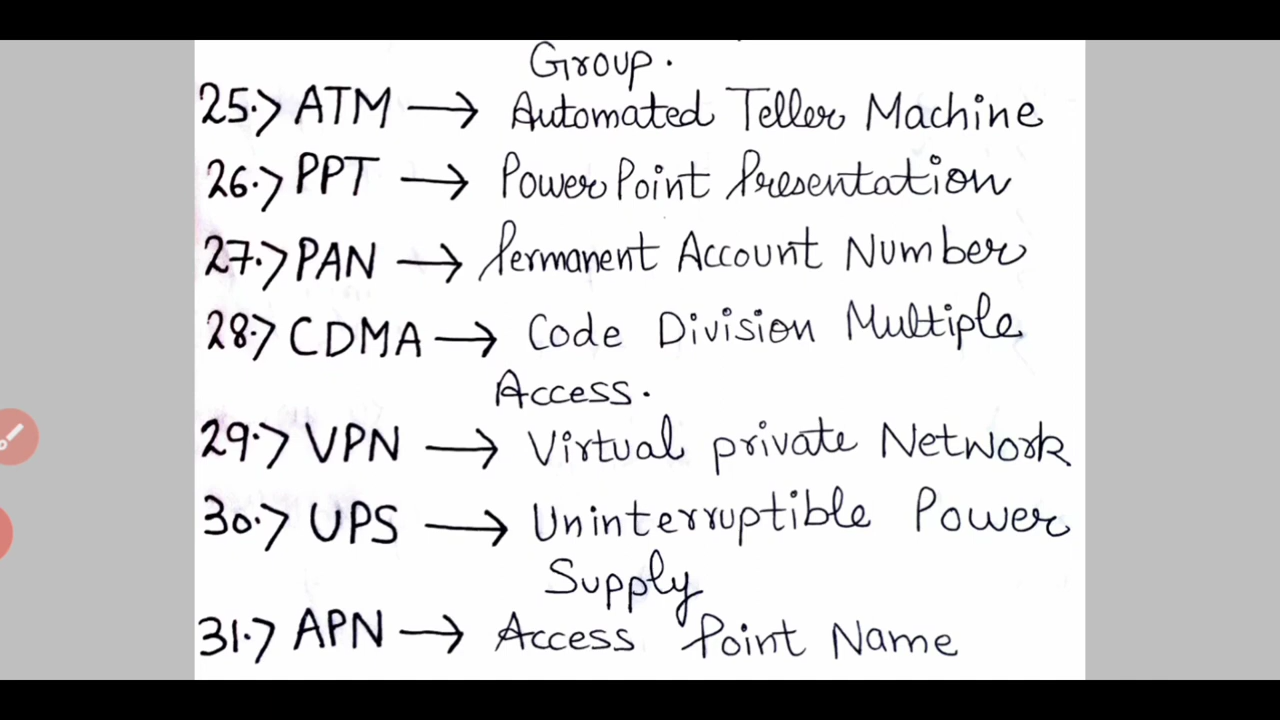 Group.
25.> ATM → Automated Teller Machine
26.> PPT → PowerPoint Presentation
27.> PAN → Permanent Account Number
28.> CDMA → Code Division Multiple
Access.
29.> VPN → Virtual private Network
30.> UPS → Uninterruptible Power
Supply
31.> APN → Access Point Name